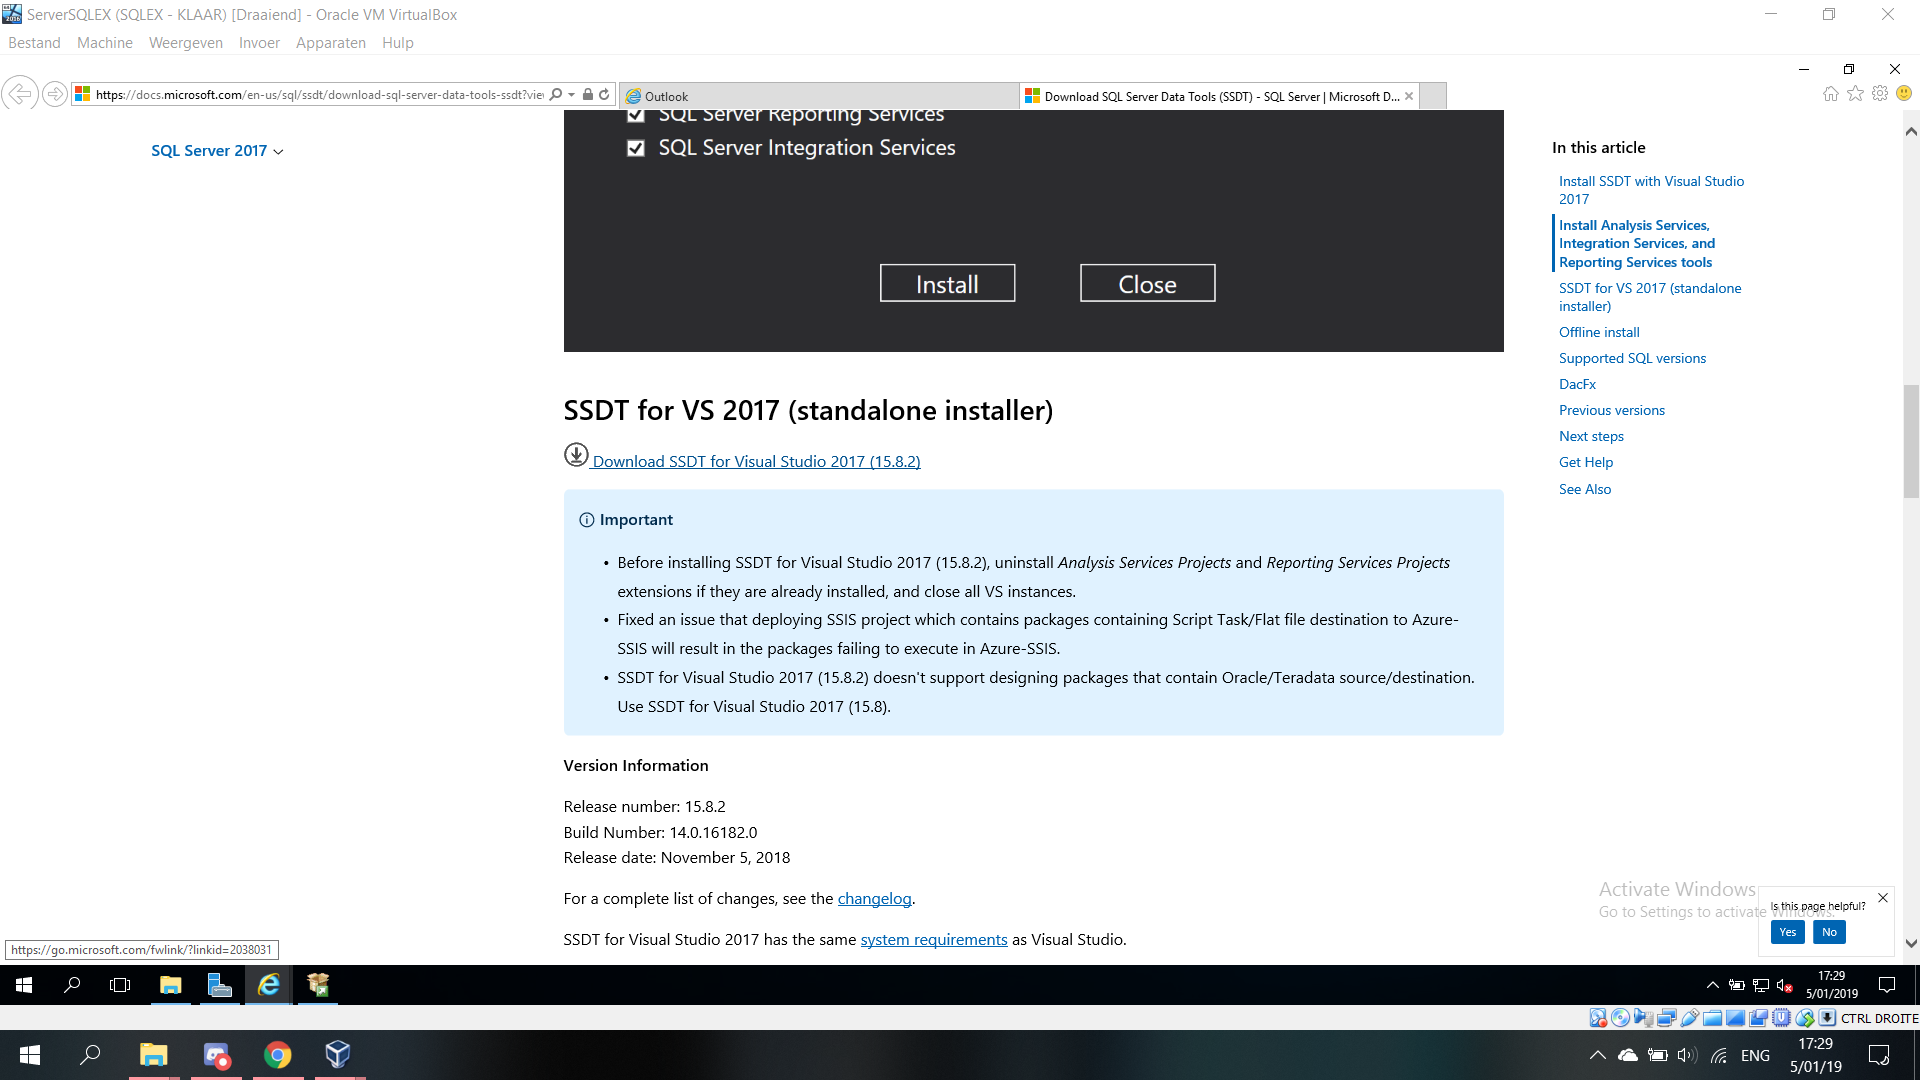 ServerSQLEX (SQLEX - KLAAR) [Draaiend] - Oracle VM VirtualBox
Bestand Machine Weergeven Invoer Apparaten Hulp
https://docs.microsoft.com/en-us/sql/ssdt/download-sql-server-data-tools-ssdt?vie
Outlook
Download SQL Server Data Tools (SSDT) - SQL Server | Microsoft D...
SQL Server 2017
SQL Server Reporting Services
SQL Server Integration Services
Install Close
SSDT for VS 2017 (standalone installer)
Download SSDT for Visual Studio 2017 (15.8.2)
Important
• Before installing SSDT for Visual Studio 2017 (15.8.2), uninstall Analysis Services Projects and Reporting Services Projects
extensions if they are already installed, and close all VS instances.
• Fixed an issue that deploying SSIS project which contains packages containing Script Task/Flat file destination to Azure-
SSIS will result in the packages failing to execute in Azure-SSIS.
• SSDT for Visual Studio 2017 (15.8.2) doesn't support designing packages that contain Oracle/Teradata source/destination.
Use SSDT for Visual Studio 2017 (15.8).
Version Information
Release number: 15.8.2
Build Number: 14.0.16182.0
Release date: November 5, 2018
For a complete list of changes, see the changelog.
SSDT for Visual Studio 2017 has the same system requirements as Visual Studio.
In this article
Install SSDT with Visual Studio
2017
Install Analysis Services,
Integration Services, and
Reporting Services tools
SSDT for VS 2017 (standalone
installer)
Offline install
Supported SQL versions
DacFx
Previous versions
Next steps
Get Help
See Also
Activate Windows
Go to Settings to activate Windows.
Is this page helpful?
Yes No
https://go.microsoft.com/fwlink/?linkid=2038031
17:29
5/01/2019
CTRL DROITE
ENG
17:29
5/01/19